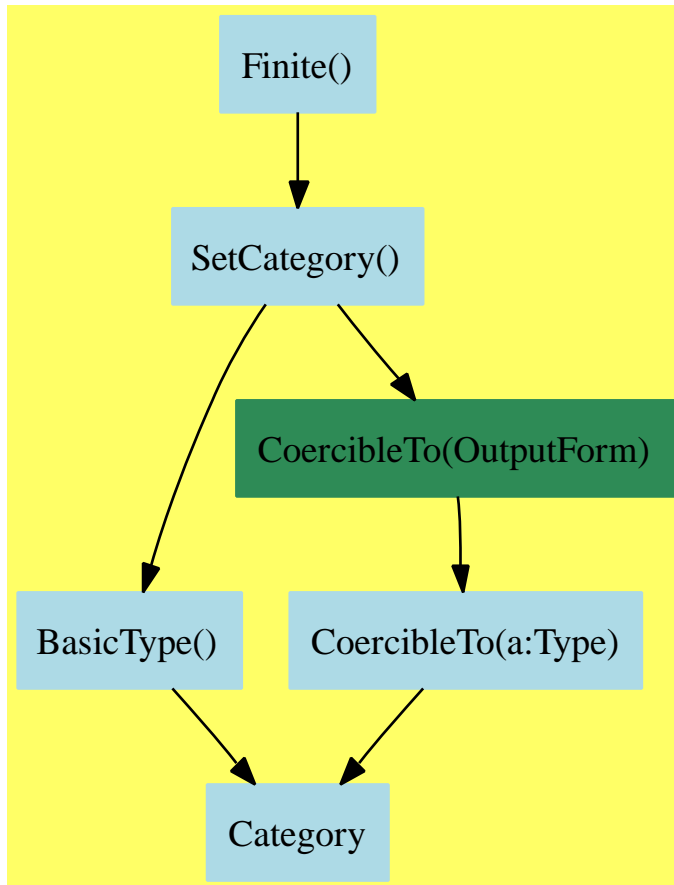 Finite()
SetCategory()
CoercibleTo(OutputForm)
BasicType()
CoercibleTo(a:Type)
Category